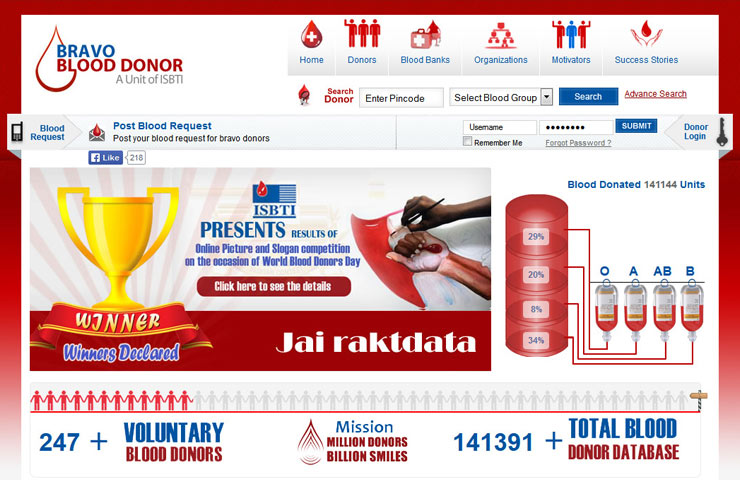 BRAVO
BLOOD DONOR
A Unit of ISBTI
Home
Donors
Blood Banks
Organizations
Motivators
Success Stories
Search
Donor
Enter Pincode
Select Blood Group
Search
Advance Search
Blood
Request
Post Blood Request
Post your blood request for bravo donors
Username
••••••••
SUBMIT
Remember Me
Forgot Password ?
Donor
Login
Like
218
ISBTI
PRESENTS RESULTS OF
Online Picture and Slogan competition
on the occasion of World Blood Donors Day
Click here to see the details
WINNER
Winners Declared
Jai raktdata
Blood Donated 141144 Units
29%
20%
8%
34%
O A AB B
247 + VOLUNTARY
BLOOD DONORS
Mission
MILLION DONORS
BILLION SMILES
141391 + TOTAL BLOOD
DONOR DATABASE